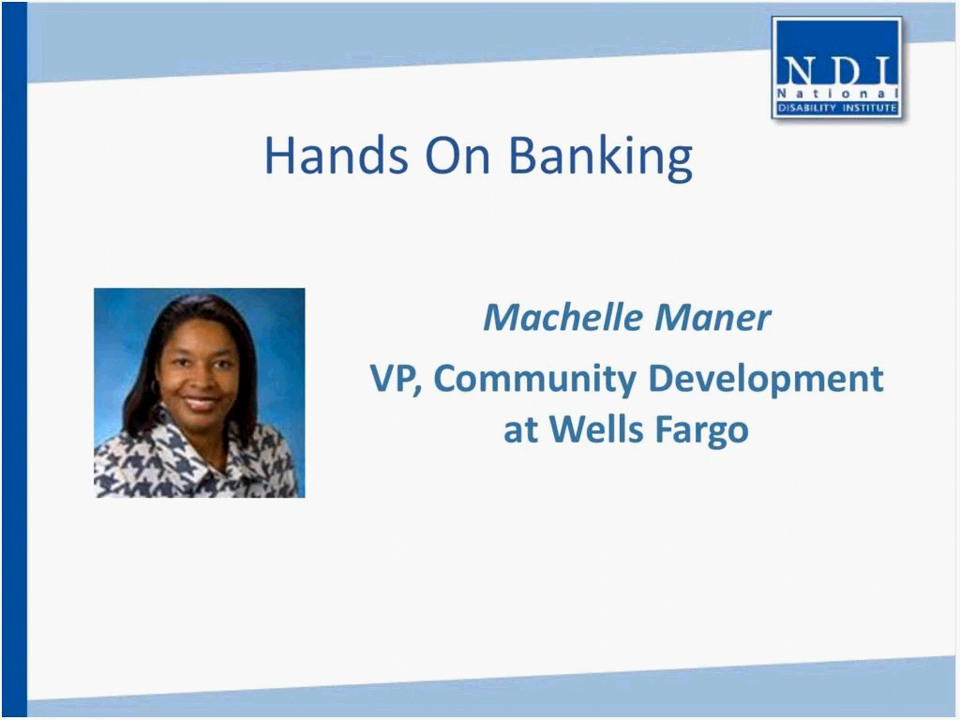 NDI
National
DISABILITY INSTITUTE
Hands On Banking
Machelle Maner
VP, Community Development
at Wells Fargo